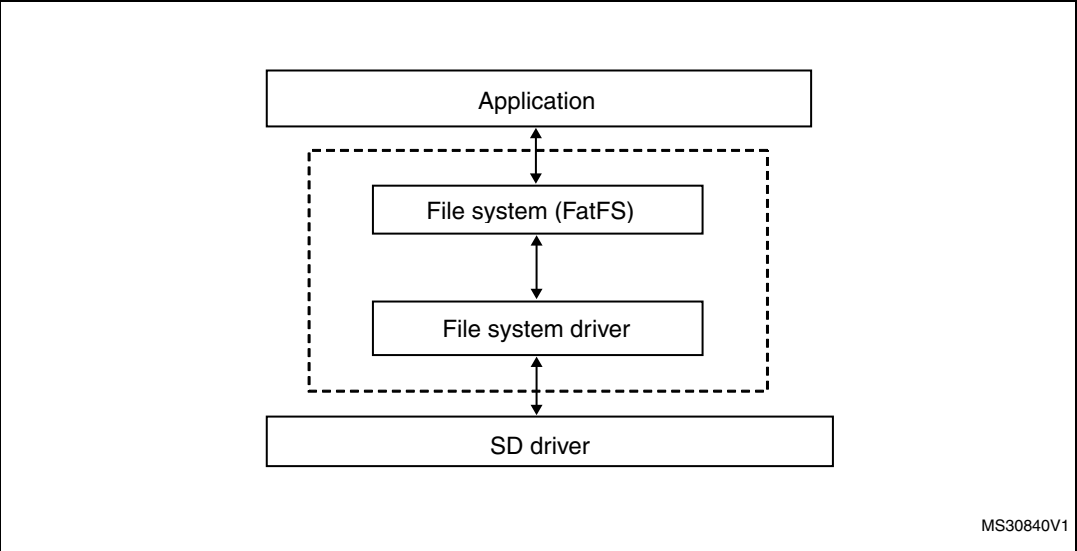 Application
File system (FatFS)
File system driver
SD driver
MS30840V1